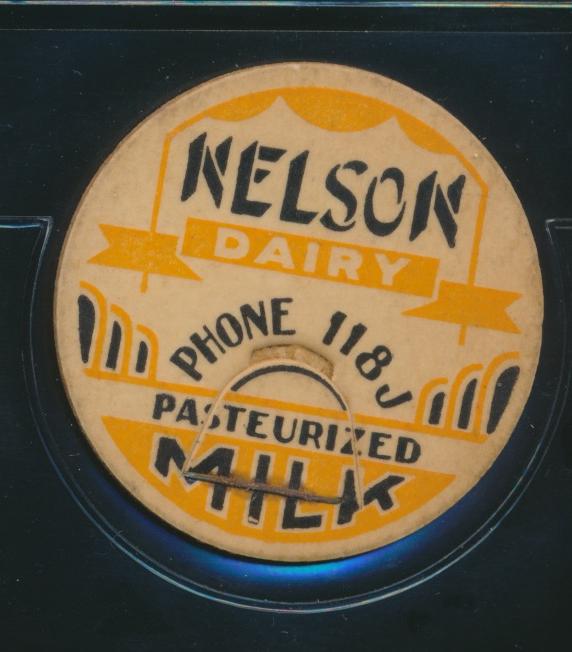 NELSON
DAIRY
PHONE 118J
PASTEURIZED
MILK